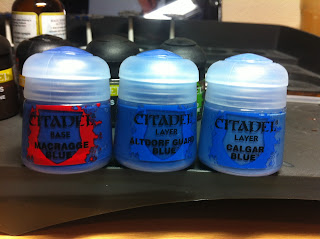 CITADEL
BASE
MACRAGGE
BLUE
CITADEL
LAYER
ALTDORF GUARD
BLUE
CITADEL
LAYER
CALGAR
BLUE